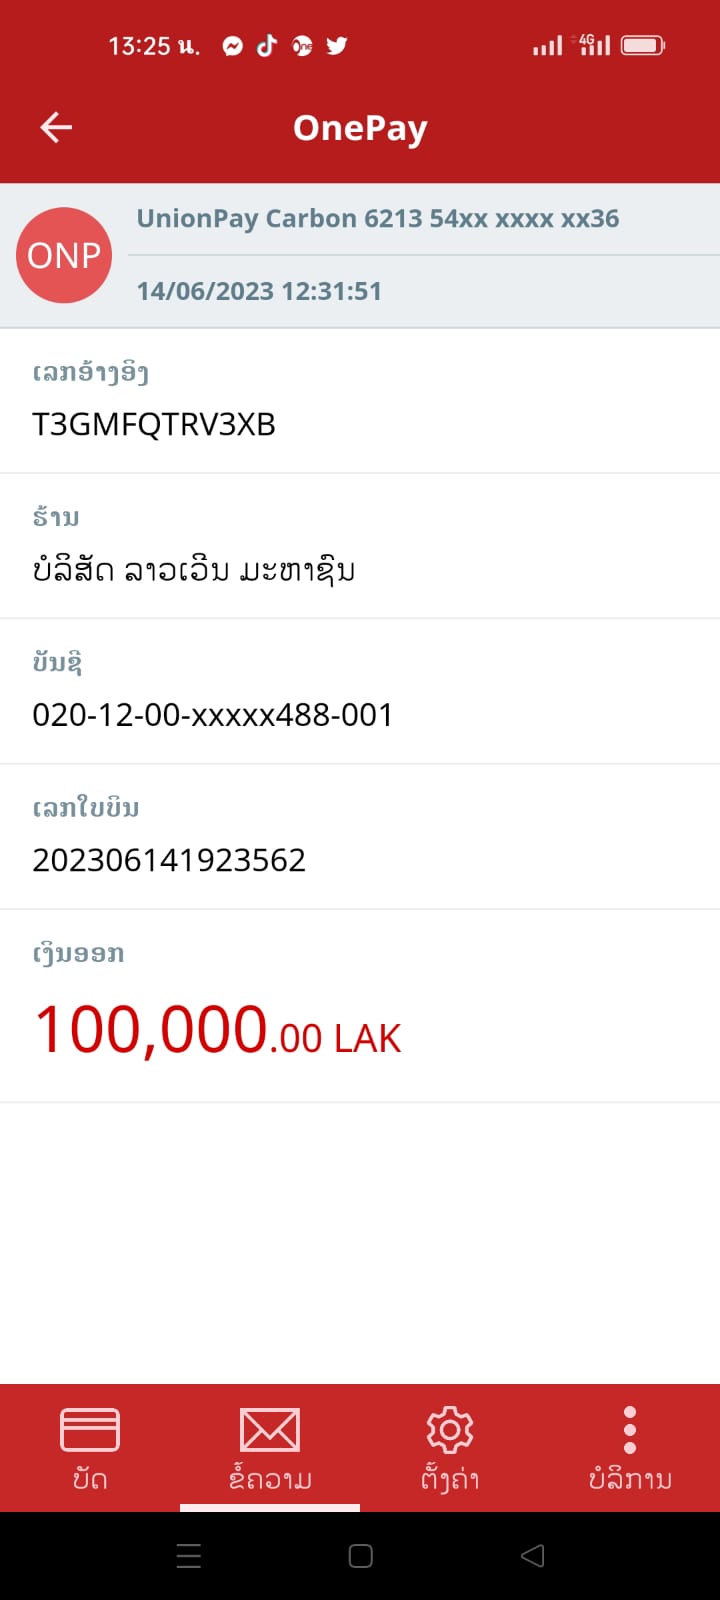 13:25 น.
4G
OnePay
ONP
UnionPay Carbon 6213 54xx xxxx xx36
14/06/2023 12:31:51
ເລກອ້າງອິງ
T3GMFQTRV3XB
ຮ້ານ
ບໍລິສັດ ລາວເວີນ ມະຫາຊົນ
ບັນຊີ
020-12-00-xxxxx488-001
ເລກໃບບິນ
202306141923562
ເງິນອອກ
100,000.00 LAK
ບັດ
ຂໍ້ຄວາມ
ຕັ້ງຄ່າ
ບໍລິການ